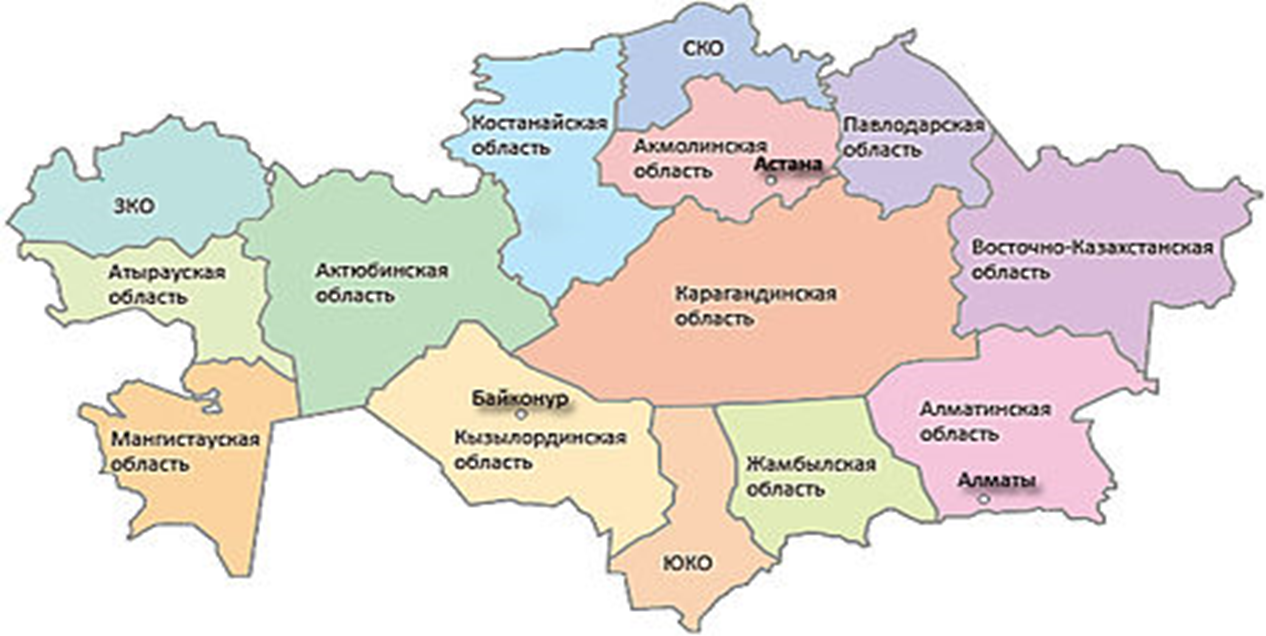 СКО
Костанайская
область
Акмолинская
область
Астана
Павлодарская
область
ЗКО
Атырауская
область
Актюбинская
область
Карагандинская
область
Восточно-Казахстанская
область
Мангистауская
область
Байконур
Кызылординская
область
ЮКО
Жамбылская
область
Алматинская
область
Алматы